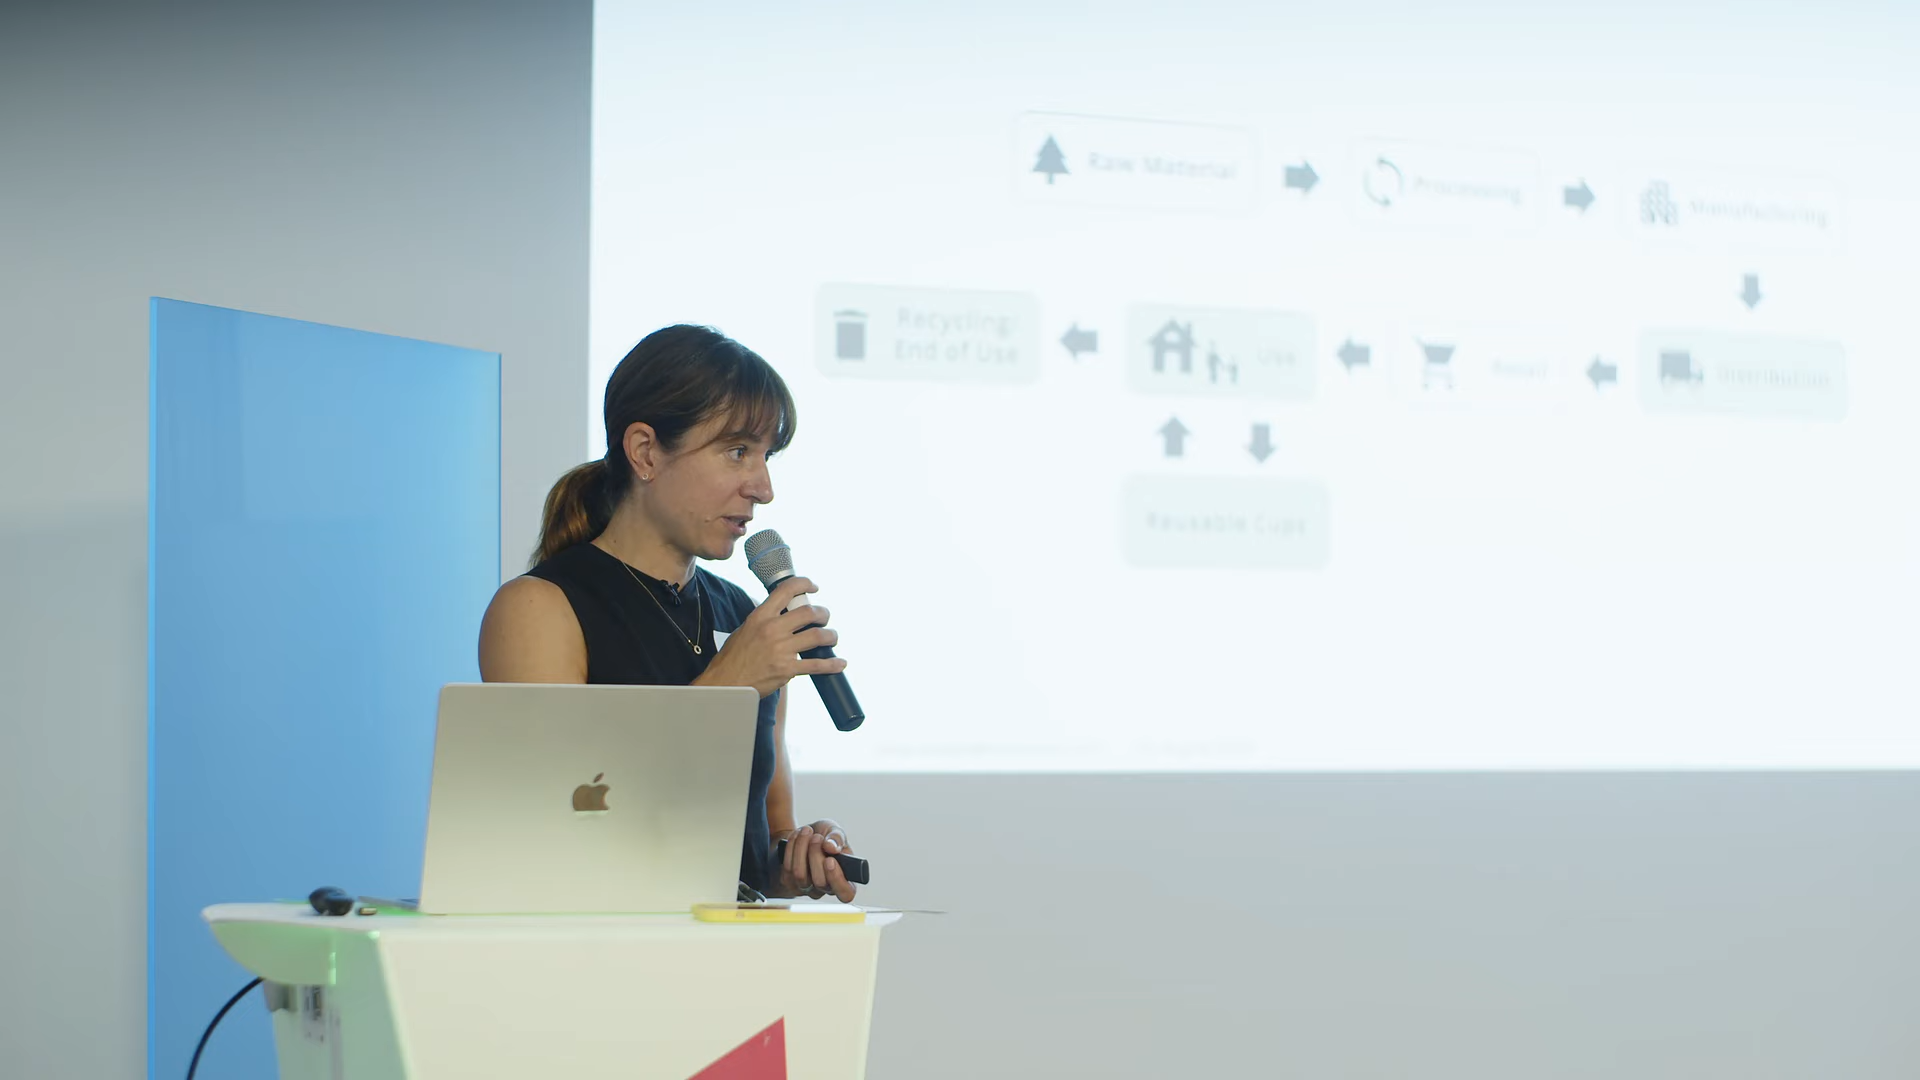 Raw Material
Processing
Manufacturing
Recycling/
End of Use
Use
Retail
Distribution
Reusable Cups